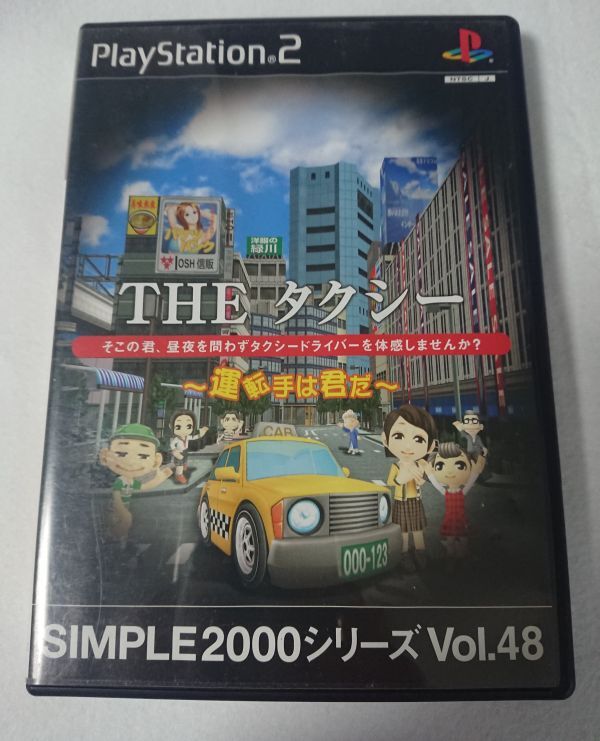 PlayStation®2
NTSC J
洋服の
緑川
OSH 信販
THE タクシー
そこの君、昼夜を問わずタクシードライバーを体感しませんか?
～運転手は君だ～
CAB
000-123
SIMPLE2000シリーズ Vol.48